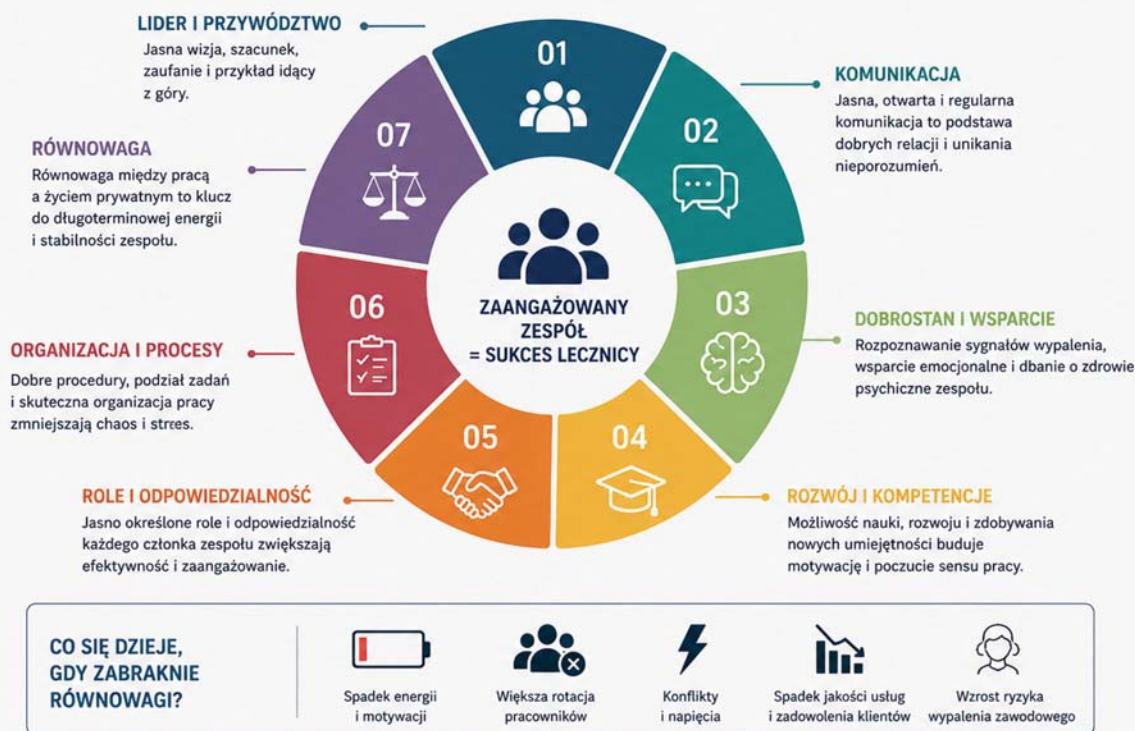 LIDER I PRZYWÓDZTWO
Jasna wizja, szacunek,
zaufanie i przykład idący
z góry.
01
KOMUNIKACJA
Jasna, otwarta i regularna
komunikacja to podstawa
dobrych relacji i unikania
nieporozumień.
02
DOBROSTAN I WSPARCIE
Rozpoznawanie sygnałów wypalenia,
wsparcie emocjonalne i dbanie o zdrowie
psychiczne zespołu.
03
ROZWÓJ I KOMPETENCJE
Możliwość nauki, rozwoju i zdobywania
nowych umiejętności buduje
motywację i poczucie sensu pracy.
04
ROLE I ODPOWIEDZIALNOŚĆ
Jasno określone role i odpowiedzialność
każdego członka zespołu zwiększają
efektywność i zaangażowanie.
05
ORGANIZACJA I PROCESY
Dobre procedury, podział zadań
i skuteczna organizacja pracy
zmniejszają chaos i stres.
06
RÓWNOWAGA
Równowaga między pracą
a życiem prywatnym to klucz
do długoterminowej energii
i stabilności zespołu.
07
ZAANGAŻOWANY
ZESPÓŁ
= SUKCES LECZNICY
CO SIĘ DZIEJE,
GDY ZABRAKNIE
RÓWNOWAGI?
Spadek energii
i motywacji
Większa rotacja
pracowników
Konflikty
i napięcia
Spadek jakości usług
i zadowolenia klientów
Wzrost ryzyka
wypalenia zawodowego